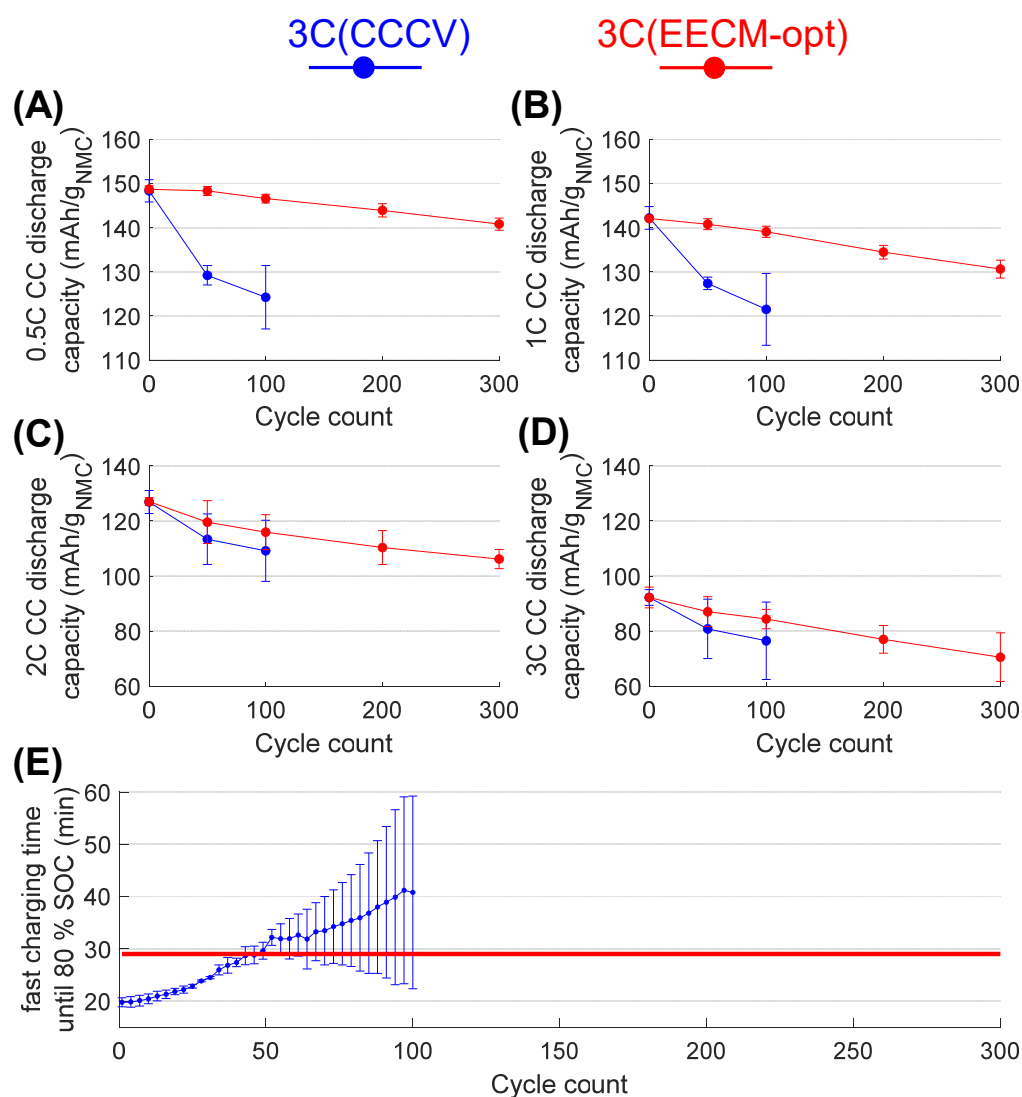 3C(CCCV) 3C(EECM-opt)
(A)
0.5C CC discharge
capacity (mAh/gNMC)
160
150
140
130
120
110
0 100 200 300
Cycle count
(B)
1C CC discharge
capacity (mAh/gNMC)
160
150
140
130
120
110
0 100 200 300
Cycle count
(C)
2C CC discharge
capacity (mAh/gNMC)
140
120
100
80
60
0 100 200 300
Cycle count
(D)
3C CC discharge
capacity (mAh/gNMC)
140
120
100
80
60
0 100 200 300
Cycle count
(E)
fast charging time
until 80 % SOC (min)
60
50
40
30
20
0 50 100 150 200 250 300
Cycle count